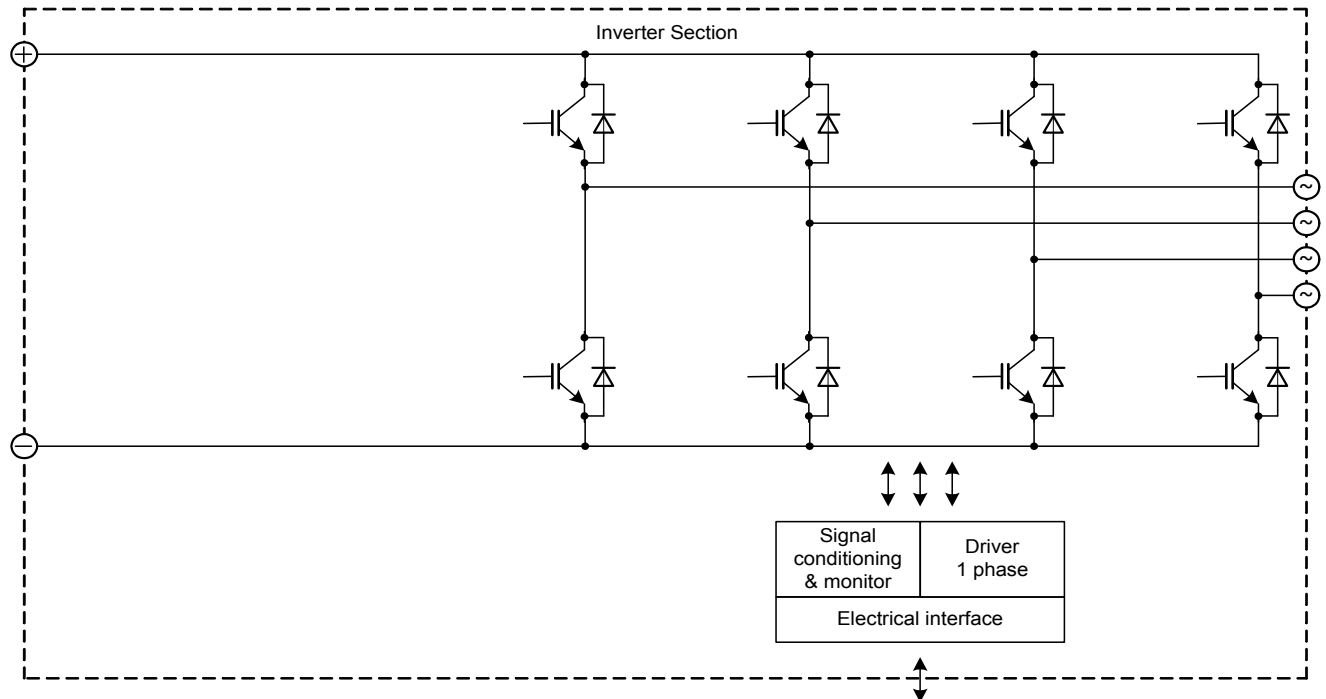 Inverter Section
+
~
~
~
~
−
Signal
conditioning
& monitor
Driver
1 phase
Electrical interface